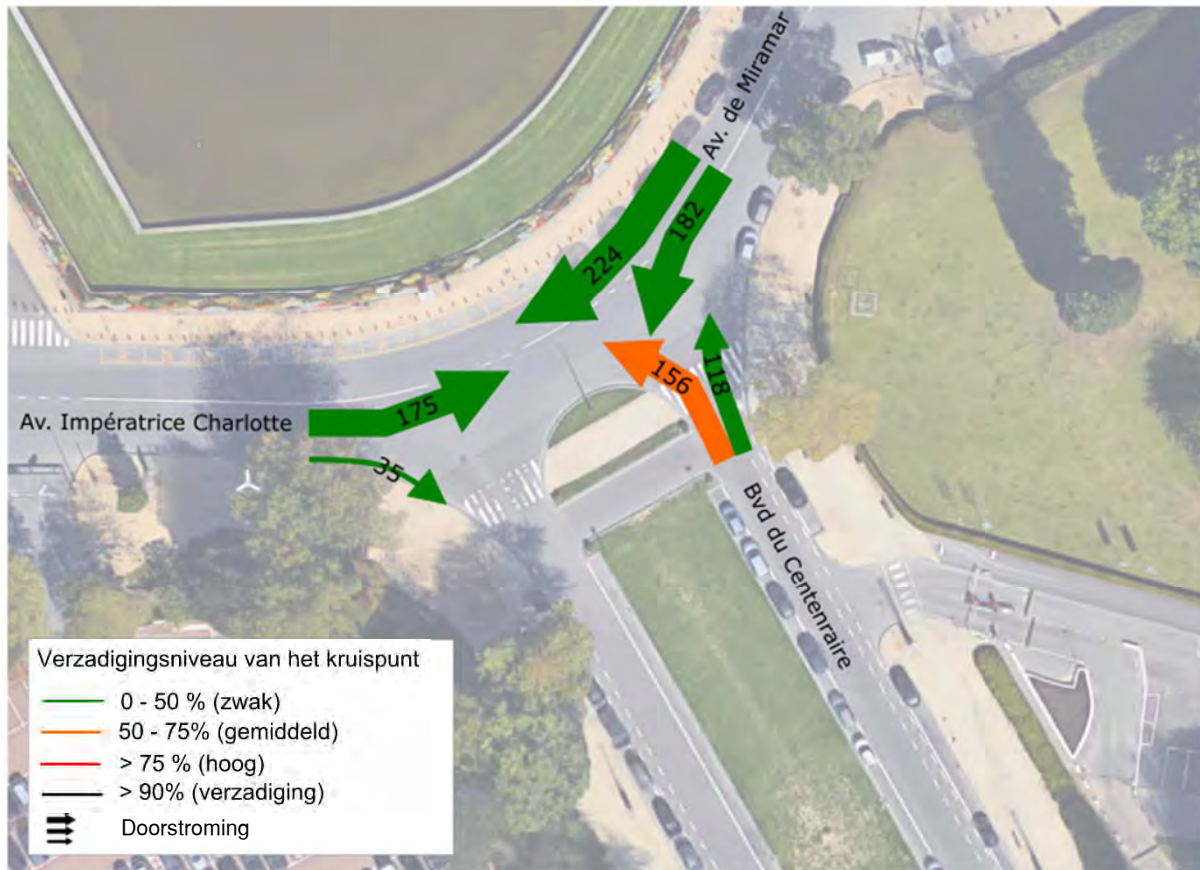 Av. de Miramar
182
224
156
118
175
Av. Impératrice Charlotte
35
Bvd du Centenraire
Verzadigingsniveau van het kruispunt
0 - 50 % (zwak)
50 - 75% (gemiddeld)
> 75 % (hoog)
> 90% (verzadiging)
Doorstroming